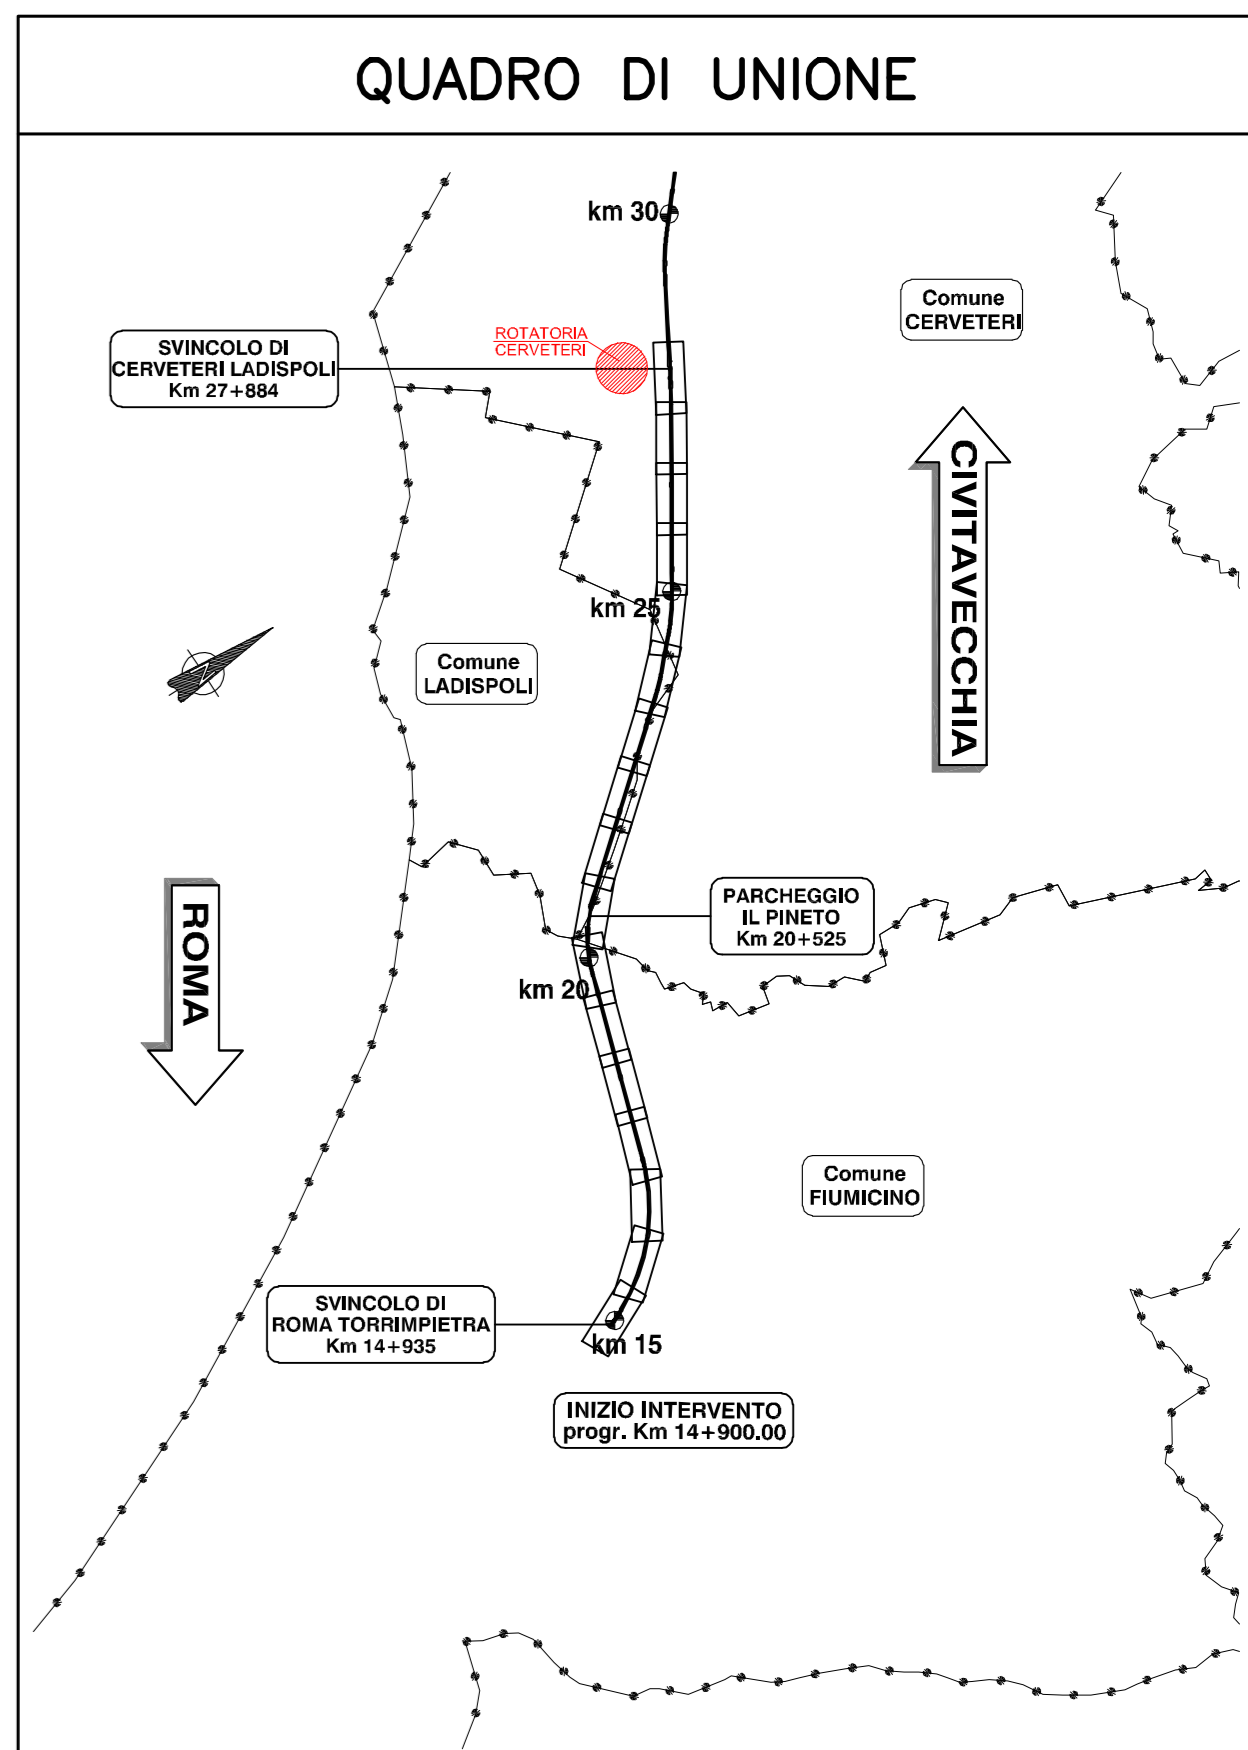 QUADRO DI UNIONE
km 30
Comune
CERVETERI
ROTATORIA
CERVETERI
SVINCOLO DI
CERVETERI LADISPOLI
Km 27+884
CIVITAVECCHIA
km 25
Comune
LADISPOLI
ROMA
PARCHEGGIO
IL PINETO
Km 20+525
km 20
Comune
FIUMICINO
SVINCOLO DI
ROMA TORRIMPIETRA
Km 14+935
km 15
INIZIO INTERVENTO
progr. Km 14+900.00